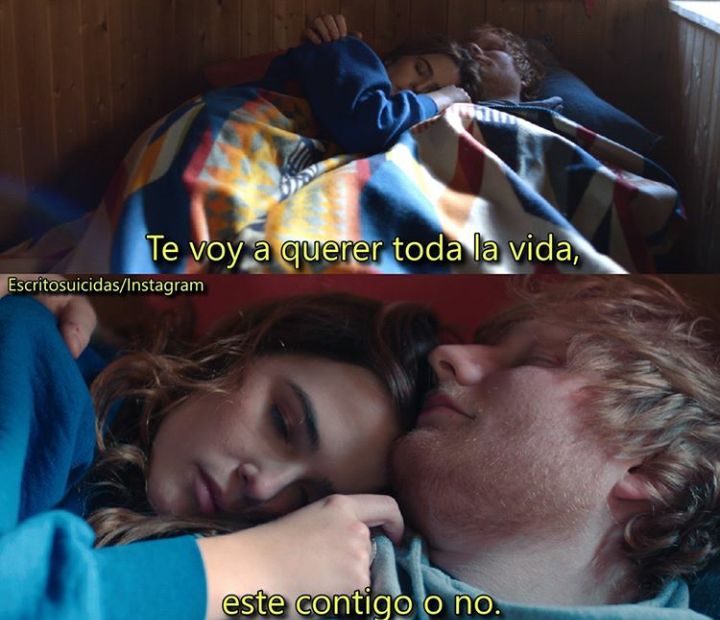 Te voy a querer toda la vida,
Escritosuicidas/Instagram
este contigo o no.